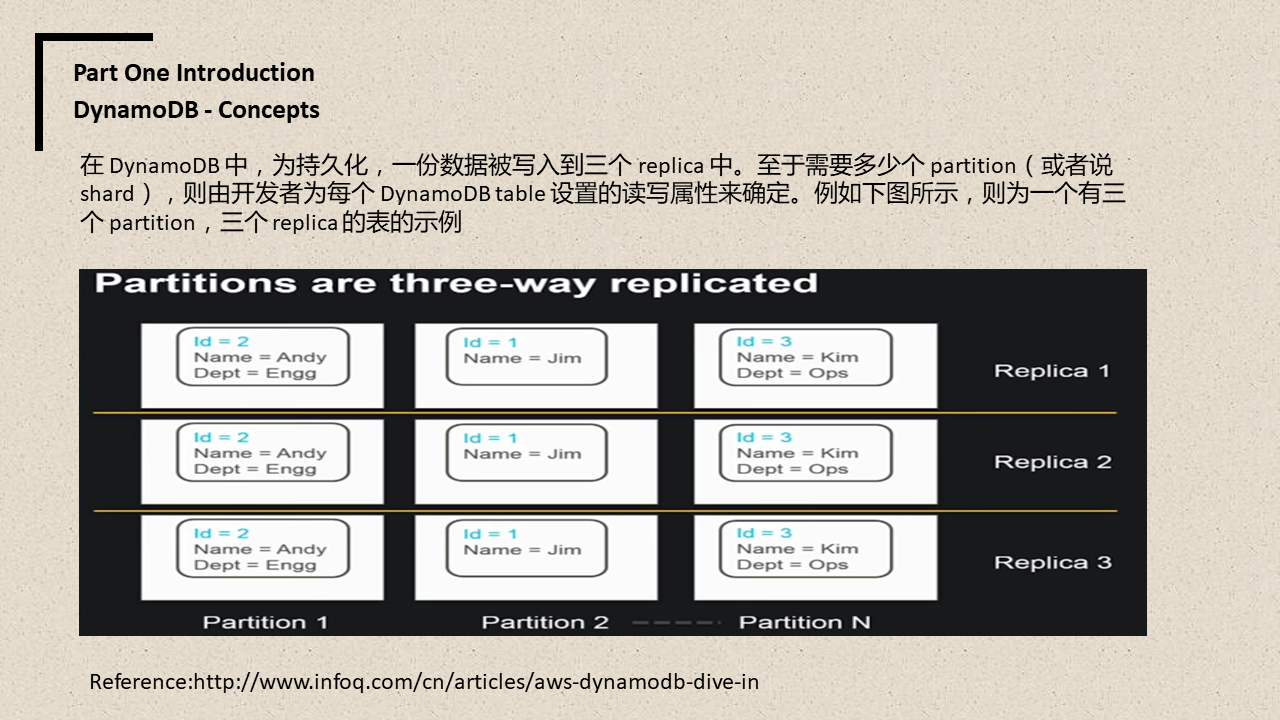 Part One Introduction
DynamoDB - Concepts
在 DynamoDB 中，为持久化，一份数据被写入到三个 replica 中。至于需要多少个 partition（或者说
shard），则由开发者为每个 DynamoDB table 设置的读写属性来确定。例如下图所示，则为一个有三
个 partition，三个 replica 的表的示例
Partitions are three-way replicated
Id = 2
Name = Andy
Dept = Engg
Id = 1
Name = Jim
Id = 3
Name = Kim
Dept = Ops
Replica 1
Id = 2
Name = Andy
Dept = Engg
Id = 1
Name = Jim
Id = 3
Name = Kim
Dept = Ops
Replica 2
Id = 2
Name = Andy
Dept = Engg
Id = 1
Name = Jim
Id = 3
Name = Kim
Dept = Ops
Replica 3
Partition 1
Partition 2
Partition N
Reference:http://www.infoq.com/cn/articles/aws-dynamodb-dive-in